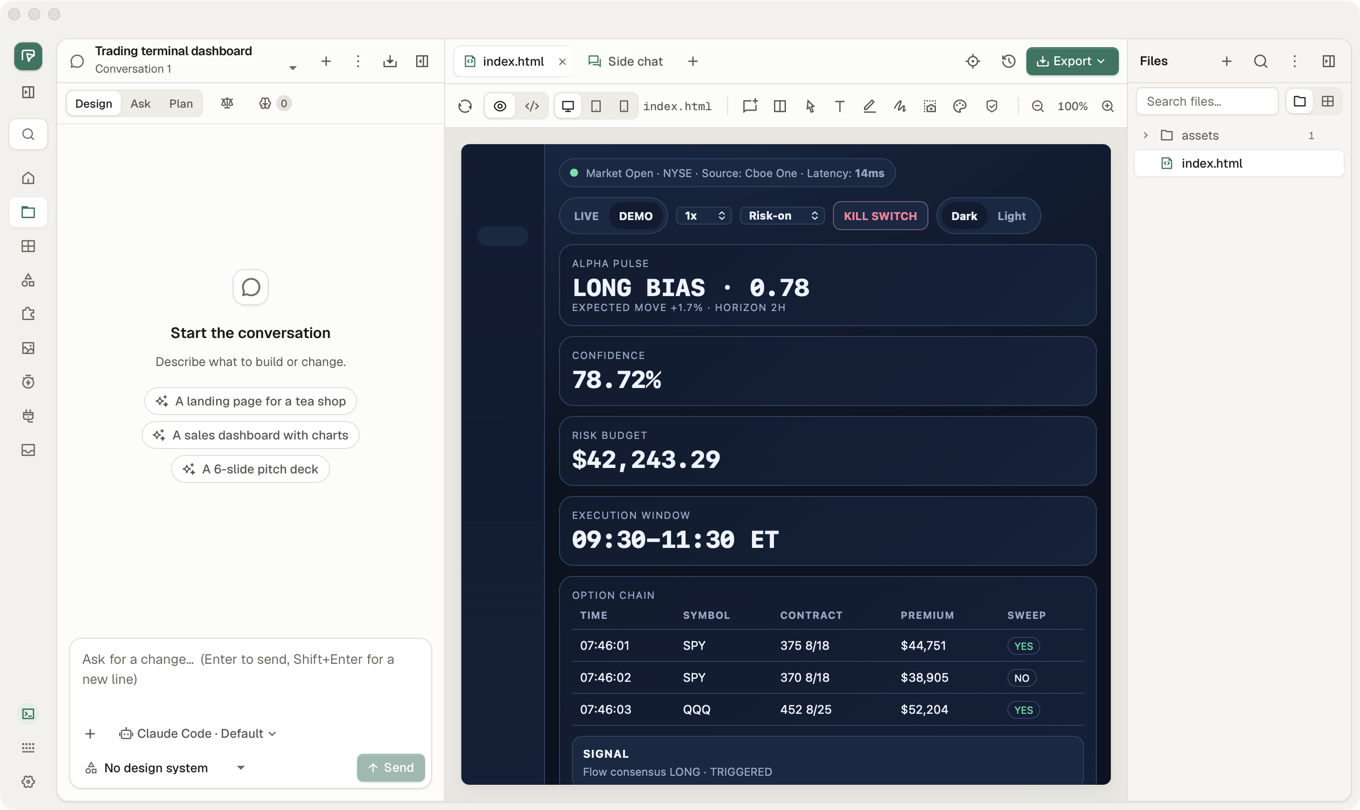 Trading terminal dashboard
Conversation 1
Design Ask Plan 0
Start the conversation
Describe what to build or change.
A landing page for a tea shop
A sales dashboard with charts
A 6-slide pitch deck
Ask for a change… (Enter to send, Shift+Enter for a
new line)
Claude Code · Default
No design system
Send
index.html
Side chat
Export
index.html
100%
Market Open · NYSE · Source: Cboe One · Latency: 14ms
LIVE DEMO 1x Risk-on KILL SWITCH Dark Light
ALPHA PULSE
LONG BIAS · 0.78
EXPECTED MOVE +1.7% · HORIZON 2H
CONFIDENCE
78.72%
RISK BUDGET
$42,243.29
EXECUTION WINDOW
09:30–11:30 ET
OPTION CHAIN
TIME SYMBOL CONTRACT PREMIUM SWEEP
07:46:01 SPY 375 8/18 $44,751 YES
07:46:02 SPY 370 8/18 $38,905 NO
07:46:03 QQQ 452 8/25 $52,204 YES
SIGNAL
Flow consensus LONG · TRIGGERED
Files
Search files…
assets 1
index.html